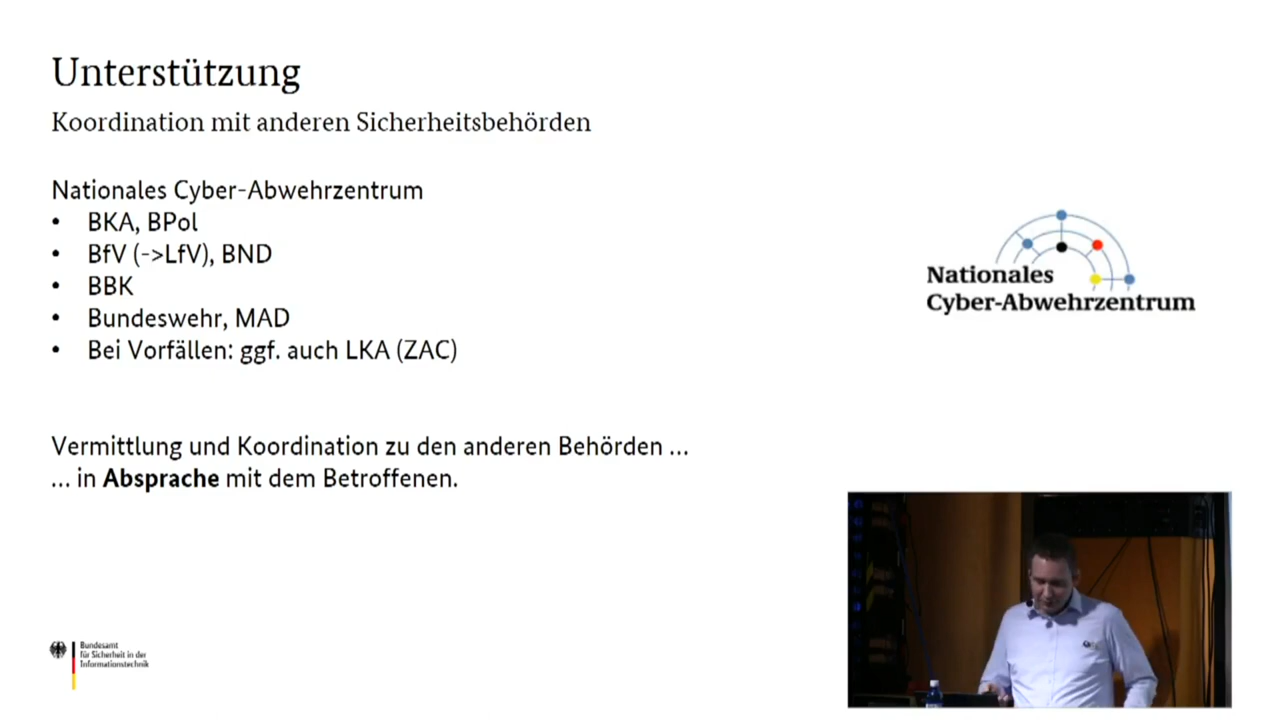 Unterstützung
Koordination mit anderen Sicherheitsbehörden
Nationales Cyber-Abwehrzentrum
• BKA, BPol
• BfV (->LfV), BND
• BBK
• Bundeswehr, MAD
• Bei Vorfällen: ggf. auch LKA (ZAC)
Vermittlung und Koordination zu den anderen Behörden ...
... in Absprache mit dem Betroffenen.
Nationales
Cyber-Abwehrzentrum
Bundesamt
für Sicherheit in der
Informationstechnik